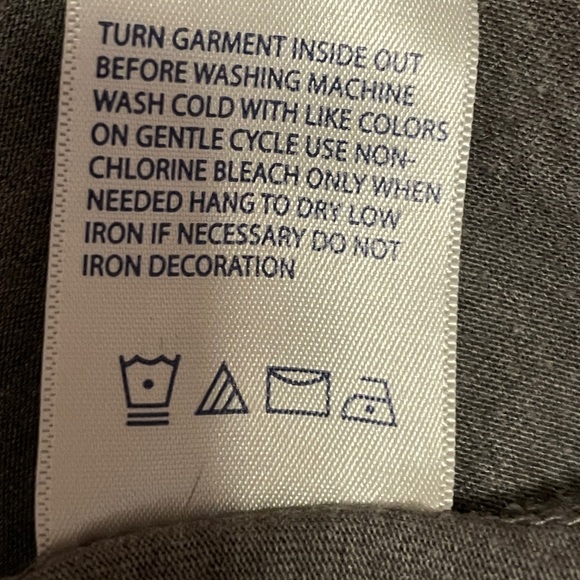 TURN GARMENT INSIDE OUT
BEFORE WASHING MACHINE
WASH COLD WITH LIKE COLORS
ON GENTLE CYCLE USE NON-
CHLORINE BLEACH ONLY WHEN
NEEDED HANG TO DRY LOW
IRON IF NECESSARY DO NOT
IRON DECORATION